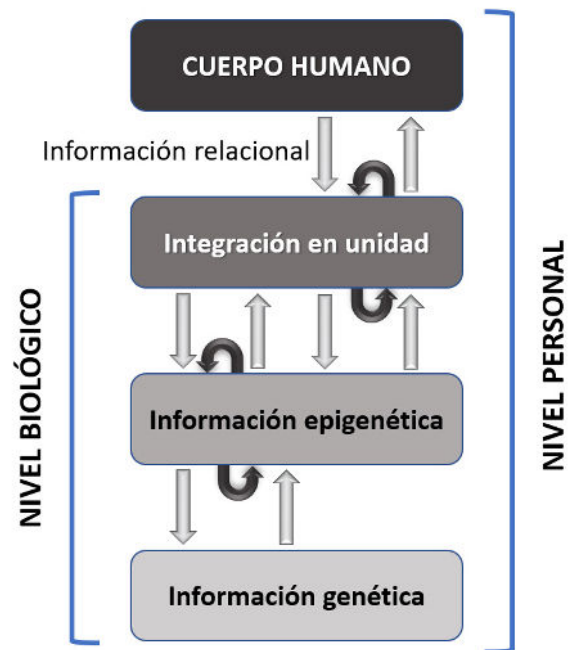 CUERPO HUMANO
Información relacional
Integración en unidad
Información epigenética
Información genética
NIVEL BIOLÓGICO
NIVEL PERSONAL